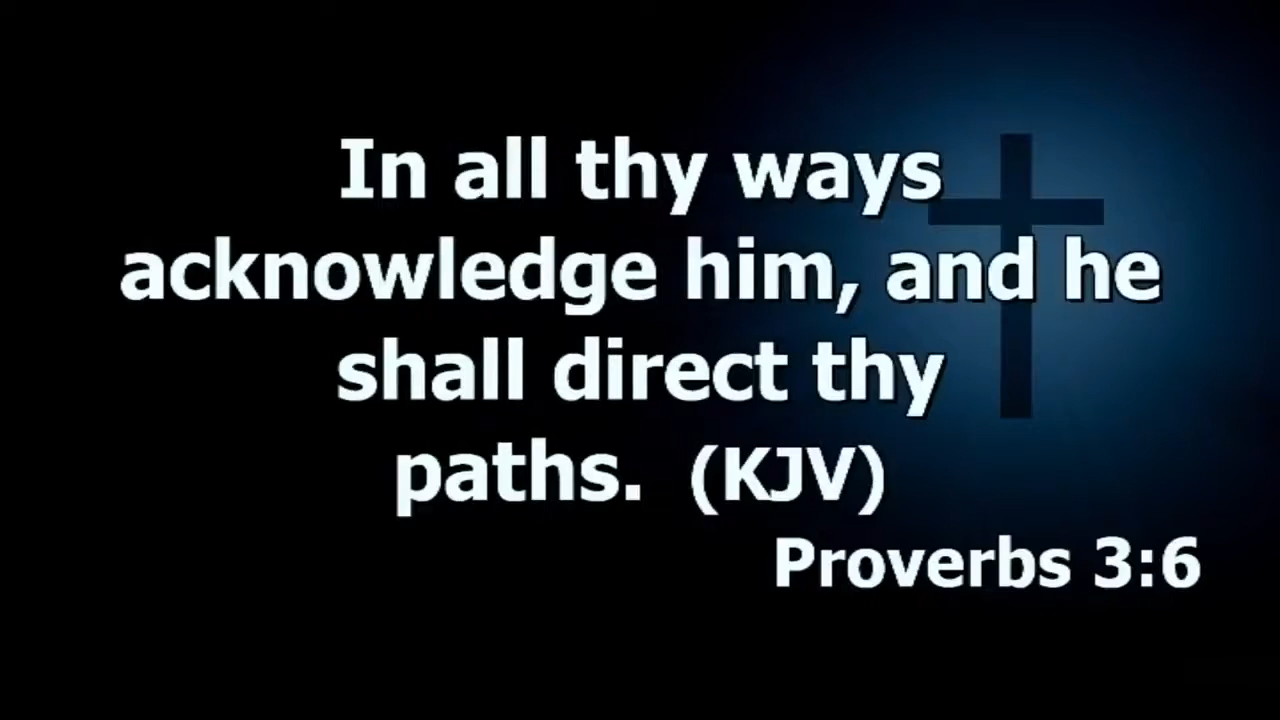 In all thy ways
acknowledge him, and he
shall direct thy
paths.  (KJV)
Proverbs 3:6